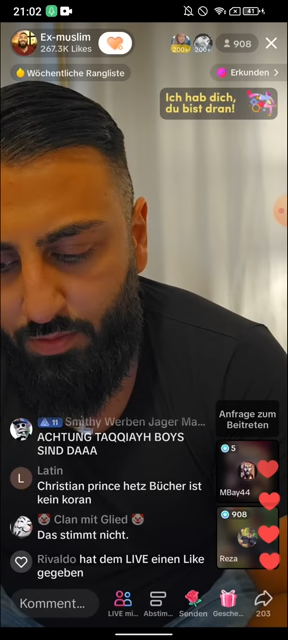 21:02
41
Ex-muslim
267.3K Likes
200+
200+
908
Wöchentliche Rangliste
Erkunden >
Ich hab dich,
du bist dran!
11 Smithy Werben Jager Ma...
ACHTUNG TAQQIAYH BOYS
SIND DAAA
L Latin
Christian prince hetz Bücher ist
kein koran
Clan mit Glied
Das stimmt nicht.
Rivaldo hat dem LIVE einen Like
gegeben
Anfrage zum
Beitreten
5
MBay44
908
Reza
Komment...
LIVE mi...
Abstim...
Senden
Gesche...
203